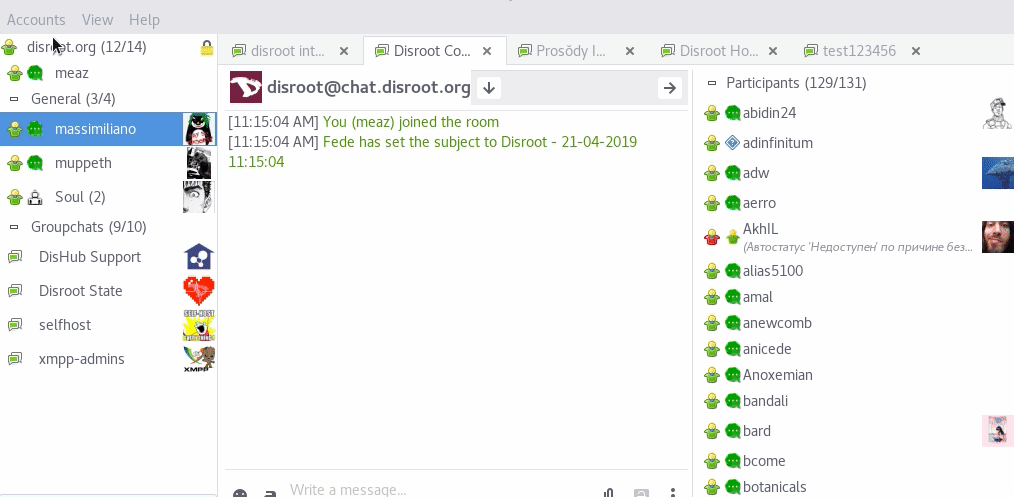 Accounts View Help
disroot.org (12/14)
meaz
General (3/4)
massimiliano
muppeth
Soul (2)
Groupchats (9/10)
DisHub Support
Disroot State
selfhost
xmpp-admins
disroot int...
Disroot Co...
Prosŏdy I...
Disroot Ho...
test123456
disroot@chat.disroot.org
[11:15:04 AM] You (meaz) joined the room
[11:15:04 AM] Fede has set the subject to Disroot - 21-04-2019
11:15:04
Write a message...
Participants (129/131)
abidin24
adinfinitum
adw
aerro
AkhIL
(Автостатус 'Недоступен' по причине без...
alias5100
amal
anewcomb
anicede
Anoxemian
bandali
bard
bcome
botanicals
SELF-HOST
XMPP